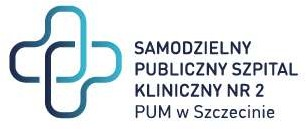 SAMODZIELNY
PUBLICZNY SZPITAL
KLINICZNY NR 2
PUM w Szczecinie